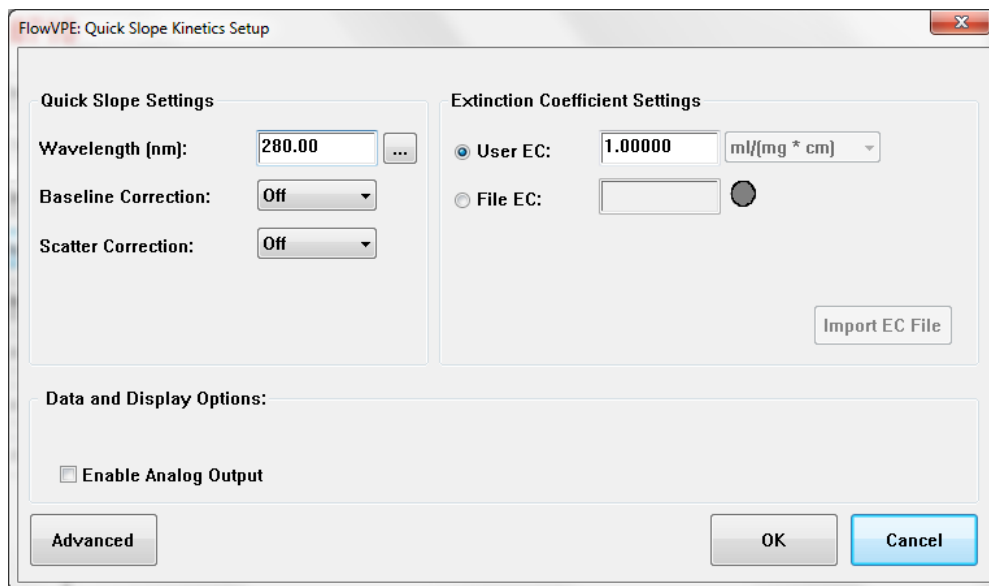 FlowVPE: Quick Slope Kinetics Setup
Quick Slope Settings
Wavelength (nm): 280.00 ...
Baseline Correction: Off
Scatter Correction: Off
Extinction Coefficient Settings
User EC: 1.00000 ml/(mg * cm)
File EC:
Import EC File
Data and Display Options:
Enable Analog Output
Advanced OK Cancel